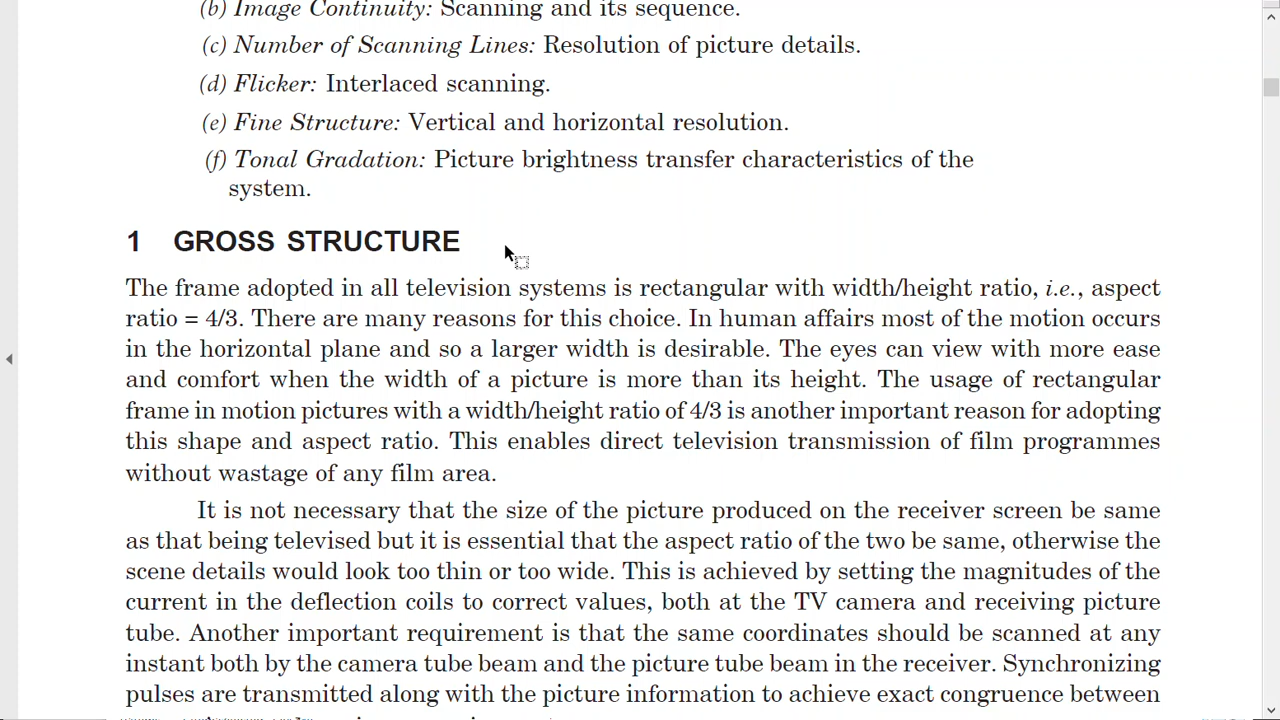 (b) Image Continuity: Scanning and its sequence.
(c) Number of Scanning Lines: Resolution of picture details.
(d) Flicker: Interlaced scanning.
(e) Fine Structure: Vertical and horizontal resolution.
(f) Tonal Gradation: Picture brightness transfer characteristics of the
system.
1 GROSS STRUCTURE
The frame adopted in all television systems is rectangular with width/height ratio, i.e., aspect
ratio = 4/3. There are many reasons for this choice. In human affairs most of the motion occurs
in the horizontal plane and so a larger width is desirable. The eyes can view with more ease
and comfort when the width of a picture is more than its height. The usage of rectangular
frame in motion pictures with a width/height ratio of 4/3 is another important reason for adopting
this shape and aspect ratio. This enables direct television transmission of film programmes
without wastage of any film area.
It is not necessary that the size of the picture produced on the receiver screen be same
as that being televised but it is essential that the aspect ratio of the two be same, otherwise the
scene details would look too thin or too wide. This is achieved by setting the magnitudes of the
current in the deflection coils to correct values, both at the TV camera and receiving picture
tube. Another important requirement is that the same coordinates should be scanned at any
instant both by the camera tube beam and the picture tube beam in the receiver. Synchronizing
pulses are transmitted along with the picture information to achieve exact congruence between